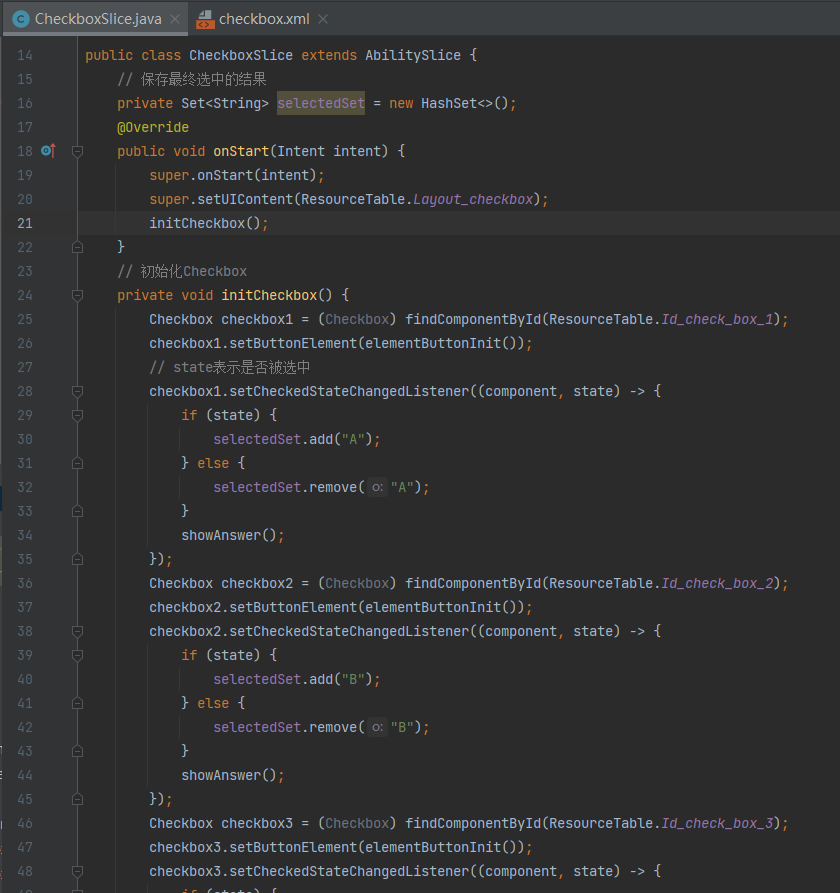 CheckboxSlice.java
checkbox.xml
14 public class CheckboxSlice extends AbilitySlice {
15 // 保存最终选中的结果
16 private Set<String> selectedSet = new HashSet<>();
17 @Override
18 public void onStart(Intent intent) {
19 super.onStart(intent);
20 super.setUIContent(ResourceTable.Layout_checkbox);
21 initCheckbox();
22 }
23 // 初始化Checkbox
24 private void initCheckbox() {
25 Checkbox checkbox1 = (Checkbox) findComponentById(ResourceTable.Id_check_box_1);
26 checkbox1.setButtonElement(elementButtonInit());
27 // state表示是否被选中
28 checkbox1.setCheckedStateChangedListener((component, state) -> {
29 if (state) {
30 selectedSet.add("A");
31 } else {
32 selectedSet.remove( o: "A");
33 }
34 showAnswer();
35 });
36 Checkbox checkbox2 = (Checkbox) findComponentById(ResourceTable.Id_check_box_2);
37 checkbox2.setButtonElement(elementButtonInit());
38 checkbox2.setCheckedStateChangedListener((component, state) -> {
39 if (state) {
40 selectedSet.add("B");
41 } else {
42 selectedSet.remove( o: "B");
43 }
44 showAnswer();
45 });
46 Checkbox checkbox3 = (Checkbox) findComponentById(ResourceTable.Id_check_box_3);
47 checkbox3.setButtonElement(elementButtonInit());
48 checkbox3.setCheckedStateChangedListener((component, state) -> {